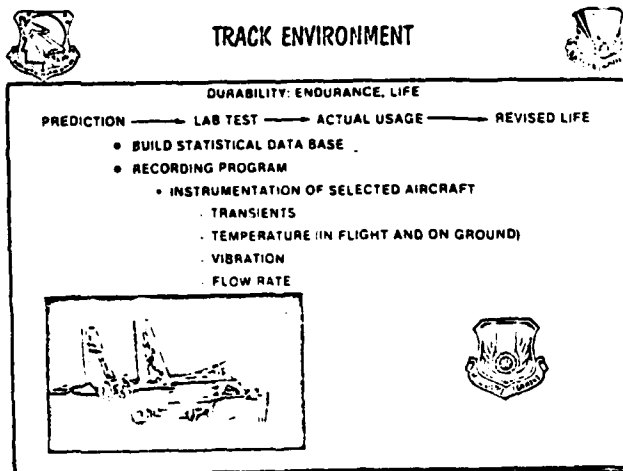 TRACK ENVIRONMENT
DURABILITY: ENDURANCE, LIFE
PREDICTION → LAB TEST → ACTUAL USAGE → REVISED LIFE
• BUILD STATISTICAL DATA BASE
• RECORDING PROGRAM
• INSTRUMENTATION OF SELECTED AIRCRAFT
· TRANSIENTS
· TEMPERATURE (IN FLIGHT AND ON GROUND)
· VIBRATION
· FLOW RATE